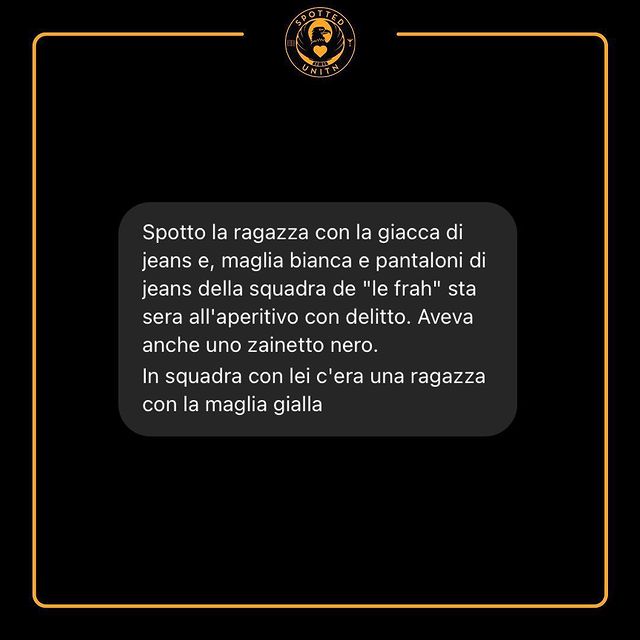 SPOTTED
UNITN
Spotto la ragazza con la giacca di
jeans e, maglia bianca e pantaloni di
jeans della squadra de "le frah" sta
sera all'aperitivo con delitto. Aveva
anche uno zainetto nero.
In squadra con lei c'era una ragazza
con la maglia gialla